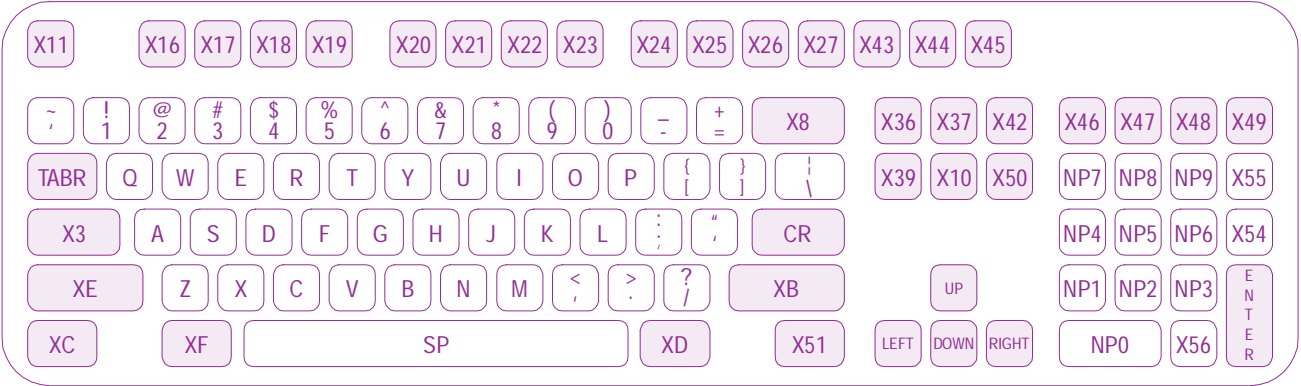 X11 X16 X17 X18 X19 X20 X21 X22 X23 X24 X25 X26 X27 X43 X44 X45
~ ! @ # $ % ^ & * ( ) _ +
‘ 1 2 3 4 5 6 7 8 9 0 - = X8 X36 X37 X42 X46 X47 X48 X49
TABR Q W E R T Y U I O P { [ } ] ¦ \ X39 X10 X50 NP7 NP8 NP9 X55
X3 A S D F G H J K L : ; “ ‘ CR NP4 NP5 NP6 X54
XE Z X C V B N M < , > . ? / XB UP NP1 NP2 NP3 ENTER
XC XF SP XD X51 LEFT DOWN RIGHT NP0 X56